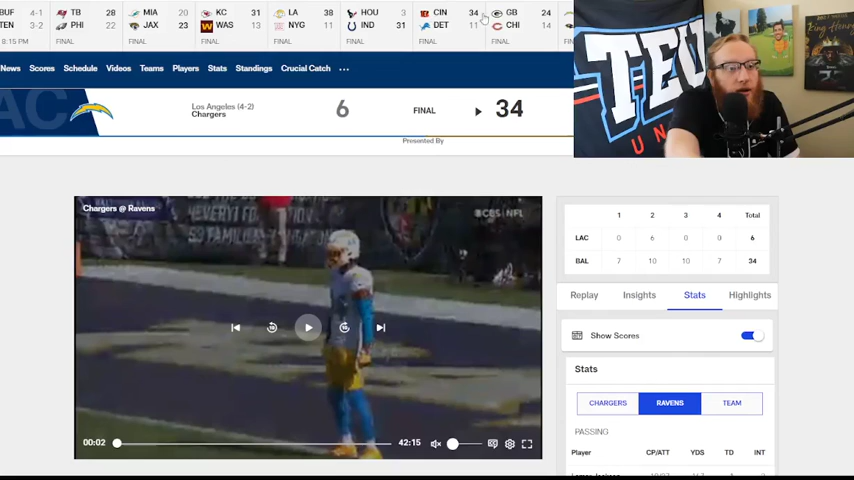 BUF 4-1 TB 28 MIA 20 KC 31 LA 38 HOU 3 CIN 34 GB 24
TEN 3-2 PHI 22 JAX 23 WAS 13 NYG 11 IND 31 DET 11 CHI 14
8:15 PM FINAL FINAL FINAL FINAL FINAL FINAL FINAL
News Scores Schedule Videos Teams Players Stats Standings Crucial Catch ...
LAC
Los Angeles (4-2)
Chargers
6 FINAL 34
Presented By
Chargers @ Ravens
CBS NFL
00:02 42:15
1 2 3 4 Total
LAC 0 6 0 0 6
BAL 7 10 10 7 34
Replay Insights Stats Highlights
Show Scores
Stats
CHARGERS RAVENS TEAM
PASSING
Player CP/ATT YDS TD INT